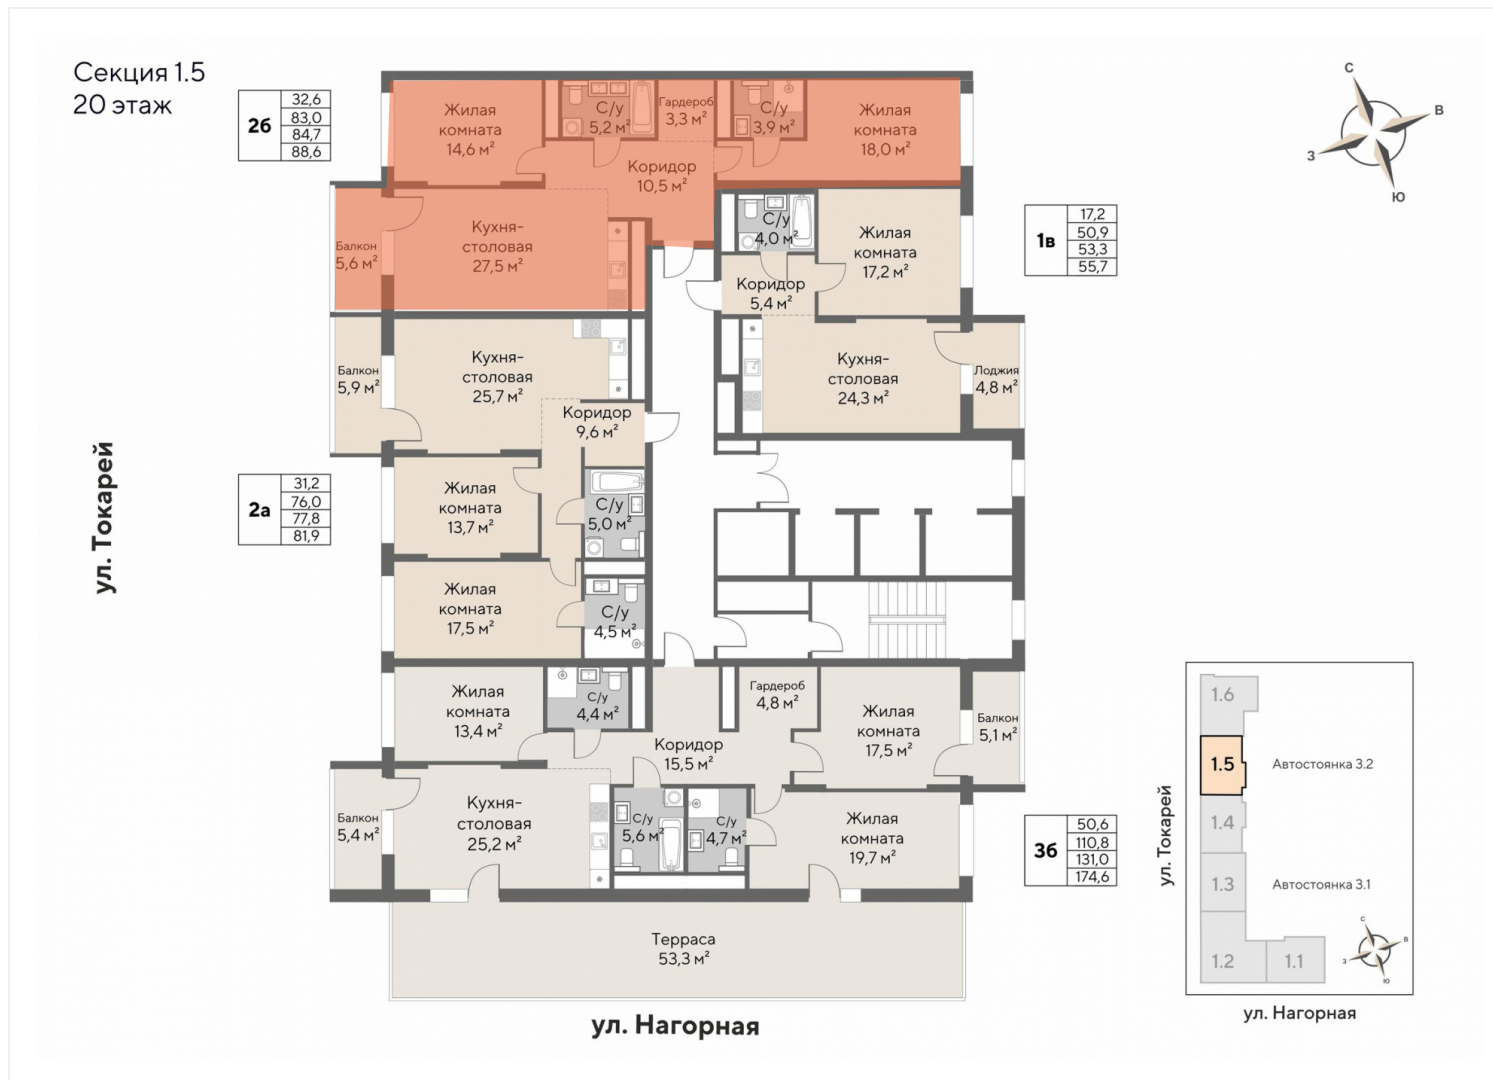 Секция 1.5
20 этаж
2б
32,6
83,0
84,7
88,6
Жилая
комната
14,6 м²
С/у
5,2 м²
Гардероб
3,3 м²
С/у
3,9 м²
Жилая
комната
18,0 м²
Коридор
10,5 м²
Балкон
5,6 м²
Кухня-
столовая
27,5 м²
С/у
4,0 м²
Жилая
комната
17,2 м²
Коридор
5,4 м²
1в
17,2
50,9
53,3
55,7
С
В
З
Ю
Балкон
5,9 м²
Кухня-
столовая
25,7 м²
Коридор
9,6 м²
Кухня-
столовая
24,3 м²
Лоджия
4,8 м²
ул. Токарей
2а
31,2
76,0
77,8
81,9
Жилая
комната
13,7 м²
С/у
5,0 м²
Жилая
комната
17,5 м²
С/у
4,5 м²
Жилая
комната
13,4 м²
С/у
4,4 м²
Гардероб
4,8 м²
Жилая
комната
17,5 м²
Балкон
5,1 м²
Коридор
15,5 м²
Балкон
5,4 м²
Кухня-
столовая
25,2 м²
С/у
5,6 м²
С/у
4,7 м²
Жилая
комната
19,7 м²
3б
50,6
110,8
131,0
174,6
Терраса
53,3 м²
ул. Нагорная
1.6
1.5
Автостоянка 3.2
1.4
ул. Токарей
1.3
Автостоянка 3.1
1.2
1.1
С
В
З
Ю
ул. Нагорная